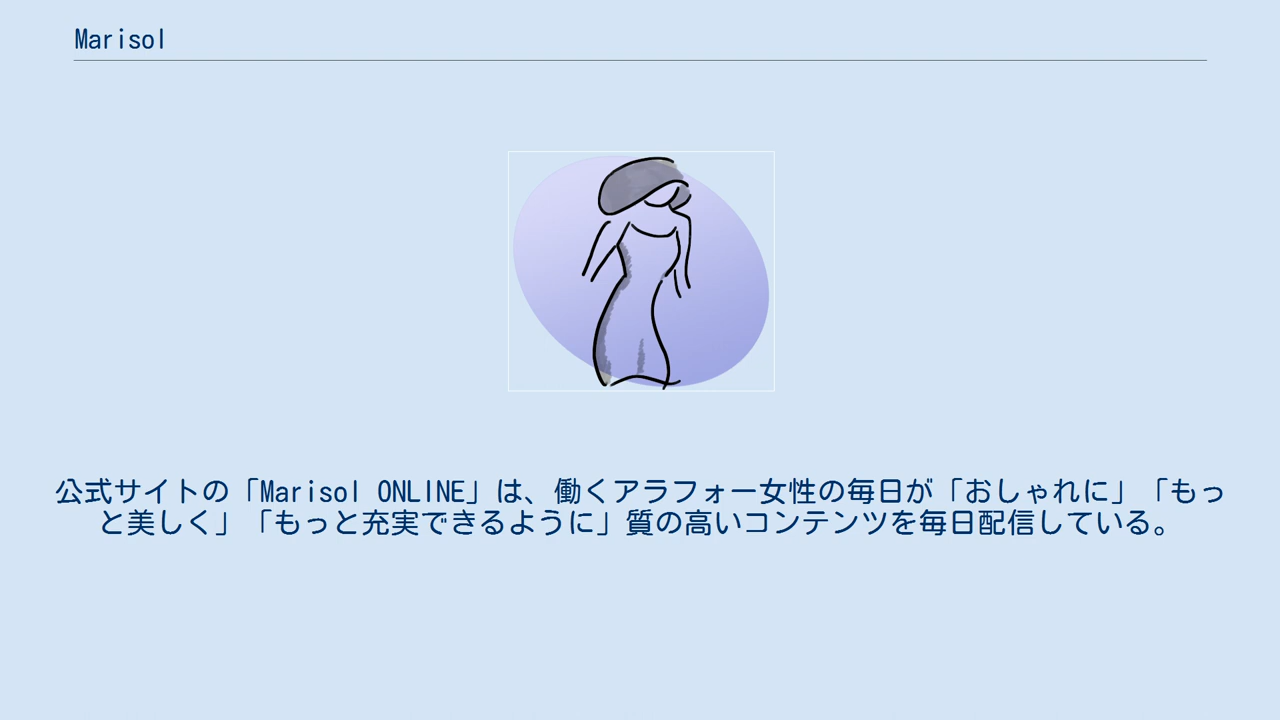 Marisol
公式サイトの「Marisol ONLINE」は、働くアラフォー女性の毎日が「おしゃれに」「もっ
と美しく」「もっと充実できるように」質の高いコンテンツを毎日配信している。